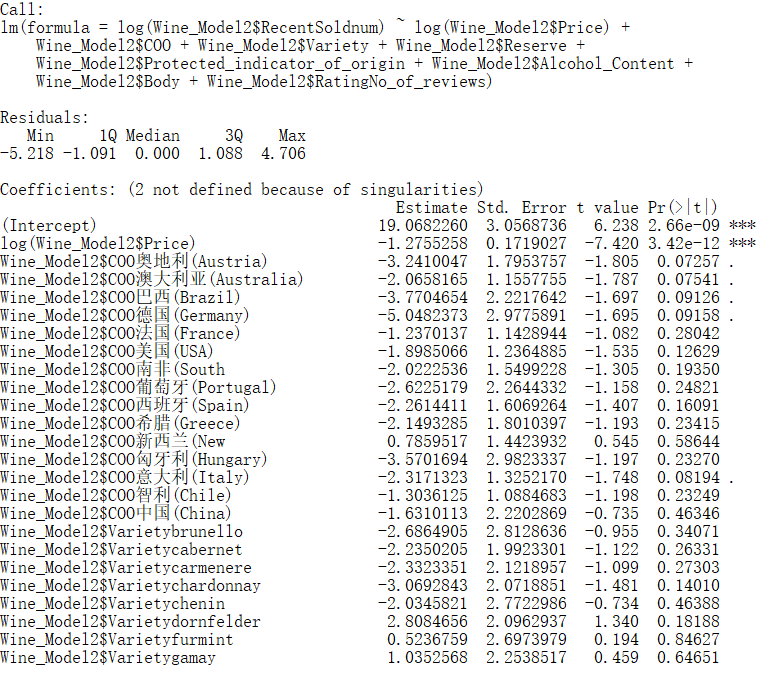 Call:
lm(formula = log(Wine_Model2$RecentSoldnum) ~ log(Wine_Model2$Price) +
    Wine_Model2$COO + Wine_Model2$Variety + Wine_Model2$Reserve +
    Wine_Model2$Protected_indicator_of_origin + Wine_Model2$Alcohol_Content +
    Wine_Model2$Body + Wine_Model2$RatingNo_of_reviews)
Residuals:
   Min     1Q Median     3Q    Max
-5.218 -1.091  0.000  1.088  4.706
Coefficients: (2 not defined because of singularities)
Estimate Std. Error t value Pr(>|t|)
(Intercept) 19.0682260 3.0568736 6.238 2.66e-09 ***
log(Wine_Model2$Price) -1.2755258 0.1719027 -7.420 3.42e-12 ***
Wine_Model2$COO奥地利(Austria) -3.2410047 1.7953757 -1.805 0.07257 .
Wine_Model2$COO澳大利亚(Australia) -2.0658165 1.1557755 -1.787 0.07541 .
Wine_Model2$COO巴西(Brazil) -3.7704654 2.2217642 -1.697 0.09126 .
Wine_Model2$COO德国(Germany) -5.0482373 2.9775891 -1.695 0.09158 .
Wine_Model2$COO法国(France) -1.2370137 1.1428944 -1.082 0.28042
Wine_Model2$COO美国(USA) -1.8985066 1.2364885 -1.535 0.12629
Wine_Model2$COO南非(South -2.0222536 1.5499228 -1.305 0.19350
Wine_Model2$COO葡萄牙(Portugal) -2.6225179 2.2644332 -1.158 0.24821
Wine_Model2$COO西班牙(Spain) -2.2614411 1.6069264 -1.407 0.16091
Wine_Model2$COO希腊(Greece) -2.1493285 1.8010397 -1.193 0.23415
Wine_Model2$COO新西兰(New 0.7859517 1.4423932 0.545 0.58644
Wine_Model2$COO匈牙利(Hungary) -3.5701694 2.9823337 -1.197 0.23270
Wine_Model2$COO意大利(Italy) -2.3171323 1.3252170 -1.748 0.08194 .
Wine_Model2$COO智利(Chile) -1.3036125 1.0884683 -1.198 0.23249
Wine_Model2$COO中国(China) -1.6310113 2.2202869 -0.735 0.46346
Wine_Model2$Varietybrunello -2.6864905 2.8128636 -0.955 0.34071
Wine_Model2$Varietycabernet -2.2350205 1.9923301 -1.122 0.26331
Wine_Model2$Varietycarmenere -2.3323351 2.1218957 -1.099 0.27303
Wine_Model2$Varietychardonnay -3.0692843 2.0718851 -1.481 0.14010
Wine_Model2$Varietychenin -2.0345821 2.7722986 -0.734 0.46388
Wine_Model2$Varietydornfelder 2.8084656 2.0962937 1.340 0.18188
Wine_Model2$Varietyfurmint 0.5236759 2.6973979 0.194 0.84627
Wine_Model2$Varietygamay 1.0352568 2.2538517 0.459 0.64651